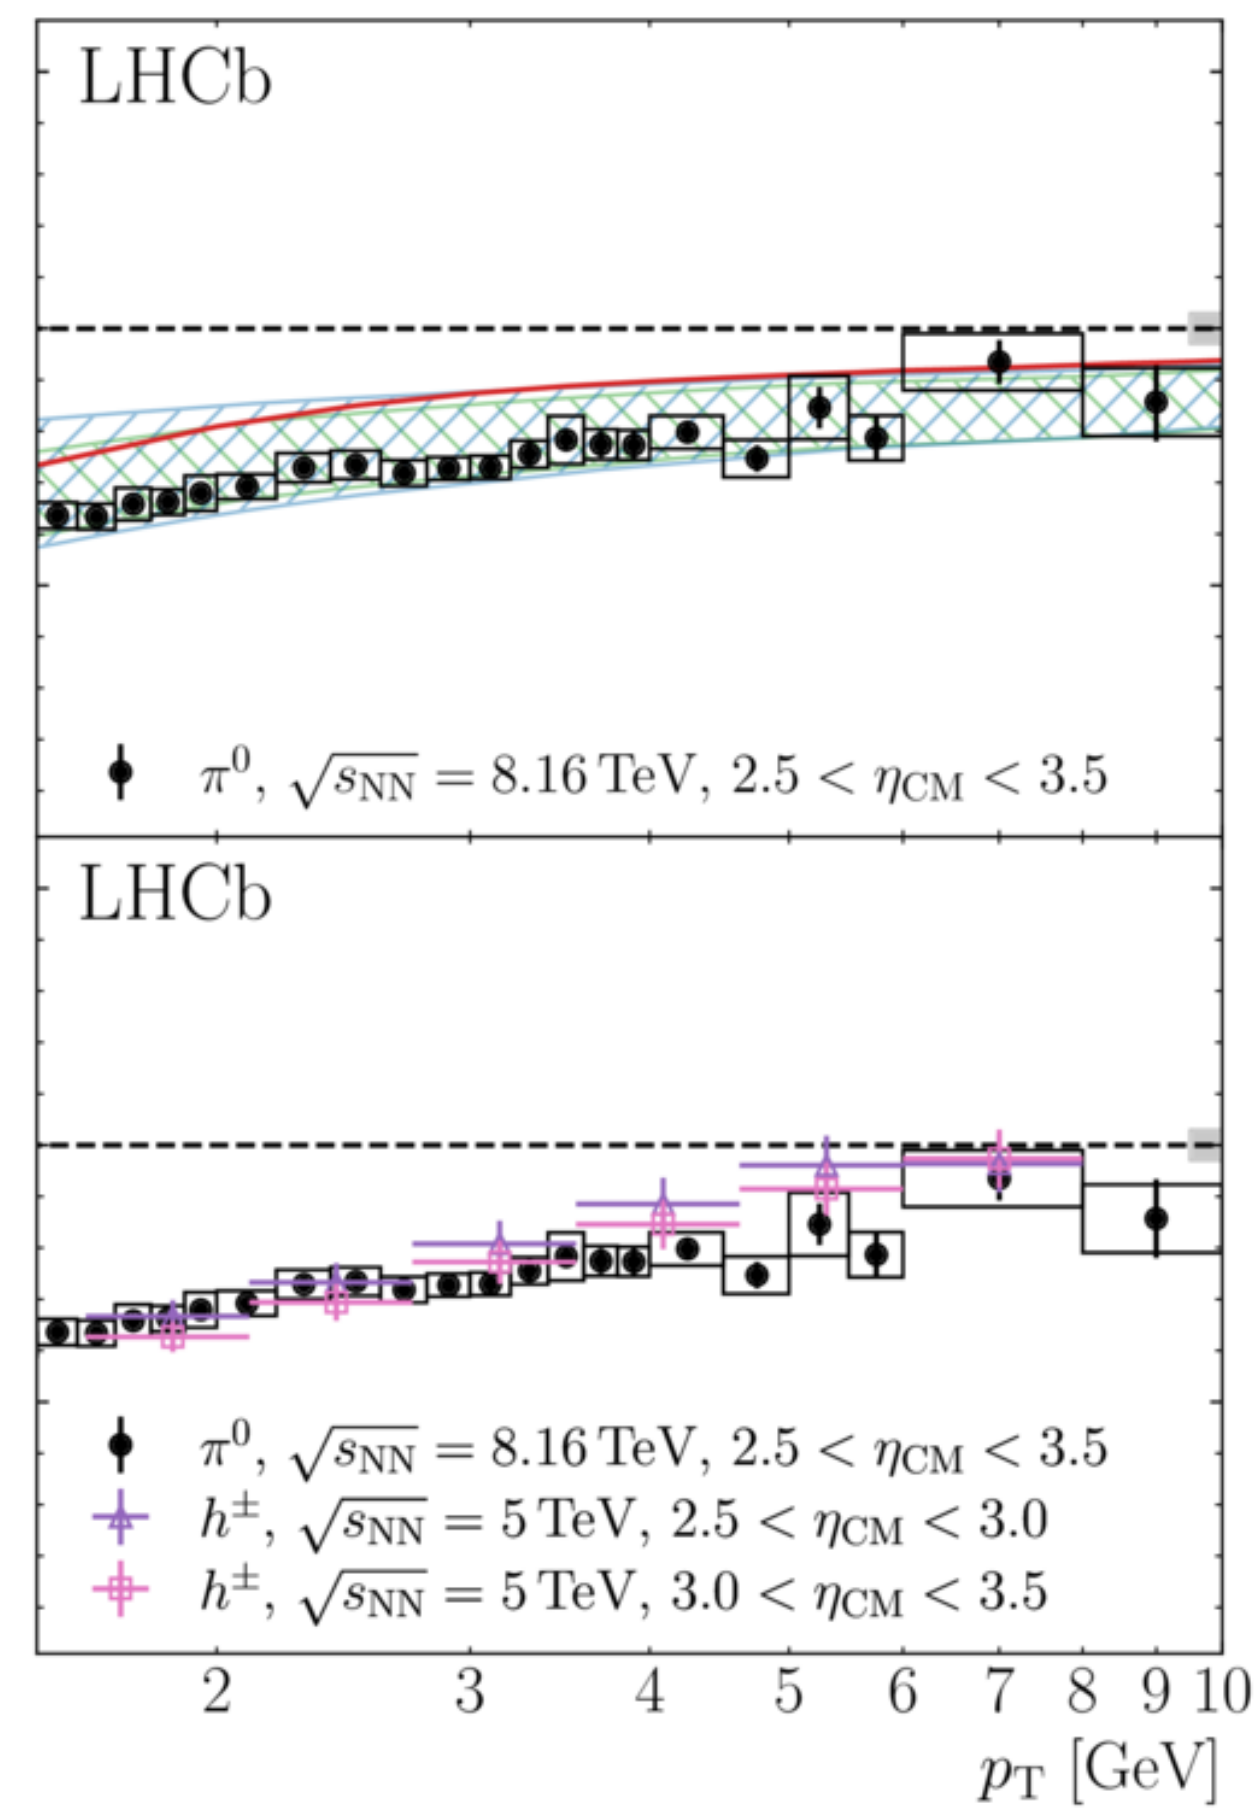 LHCb
π⁰, √s_NN = 8.16 TeV, 2.5 < η_CM < 3.5
LHCb
π⁰, √s_NN = 8.16 TeV, 2.5 < η_CM < 3.5
h±, √s_NN = 5 TeV, 2.5 < η_CM < 3.0
h±, √s_NN = 5 TeV, 3.0 < η_CM < 3.5
2 3 4 5 6 7 8 9 10
p_T [GeV]